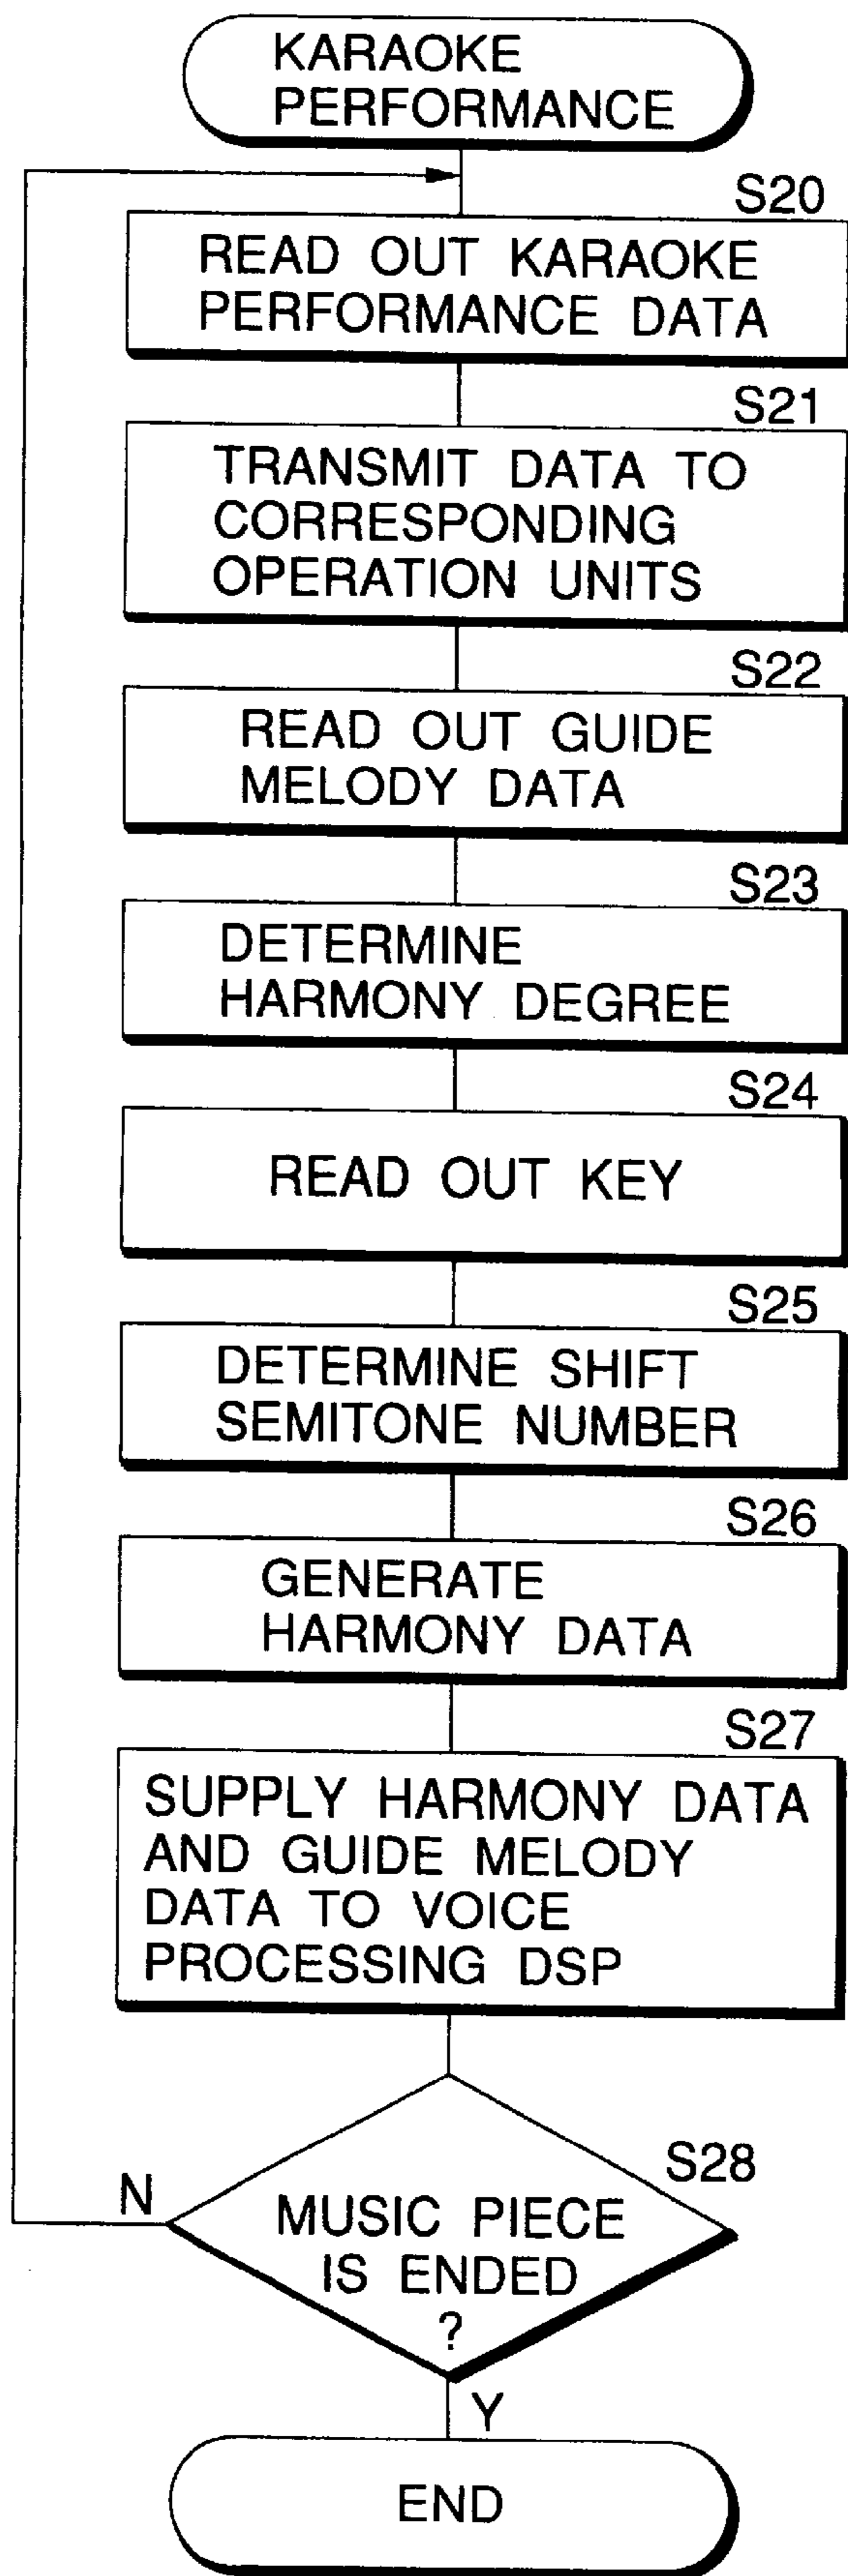 KARAOKE
PERFORMANCE
S20
READ OUT KARAOKE
PERFORMANCE DATA
S21
TRANSMIT DATA TO
CORRESPONDING
OPERATION UNITS
S22
READ OUT GUIDE
MELODY DATA
S23
DETERMINE
HARMONY DEGREE
S24
READ OUT KEY
S25
DETERMINE SHIFT
SEMITONE NUMBER
S26
GENERATE
HARMONY DATA
S27
SUPPLY HARMONY DATA
AND GUIDE MELODY
DATA TO VOICE
PROCESSING DSP
S28
N
MUSIC PIECE
IS ENDED
?
Y
END